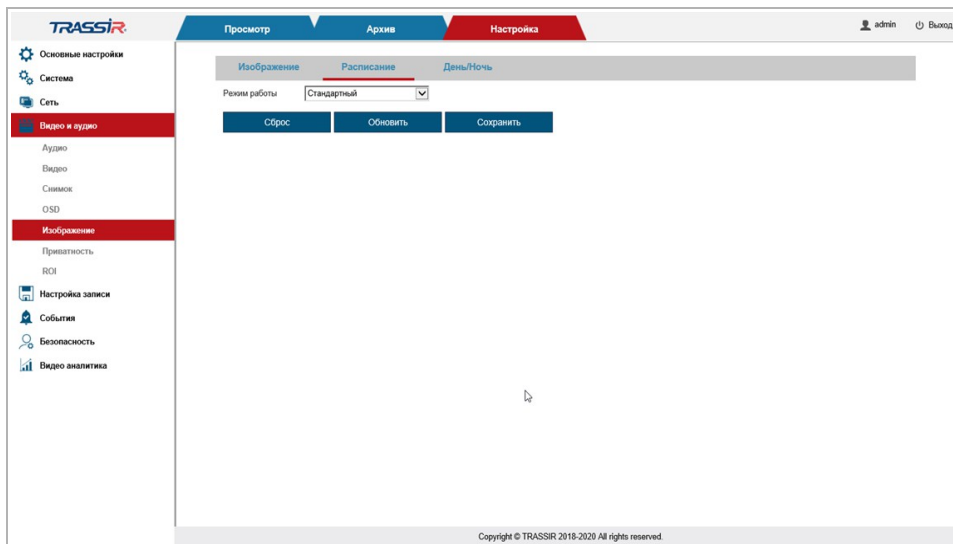 TRASSIR
Просмотр
Архив
Настройка
admin
Выход
Основные настройки
Система
Сеть
Видео и аудио
Аудио
Видео
Снимок
OSD
Изображение
Приватность
ROI
Настройка записи
События
Безопасность
Видео аналитика
Изображение
Расписание
День/Ночь
Режим работы
Стандартный
Сброс
Обновить
Сохранить
Copyright © TRASSIR 2018-2020 All rights reserved.